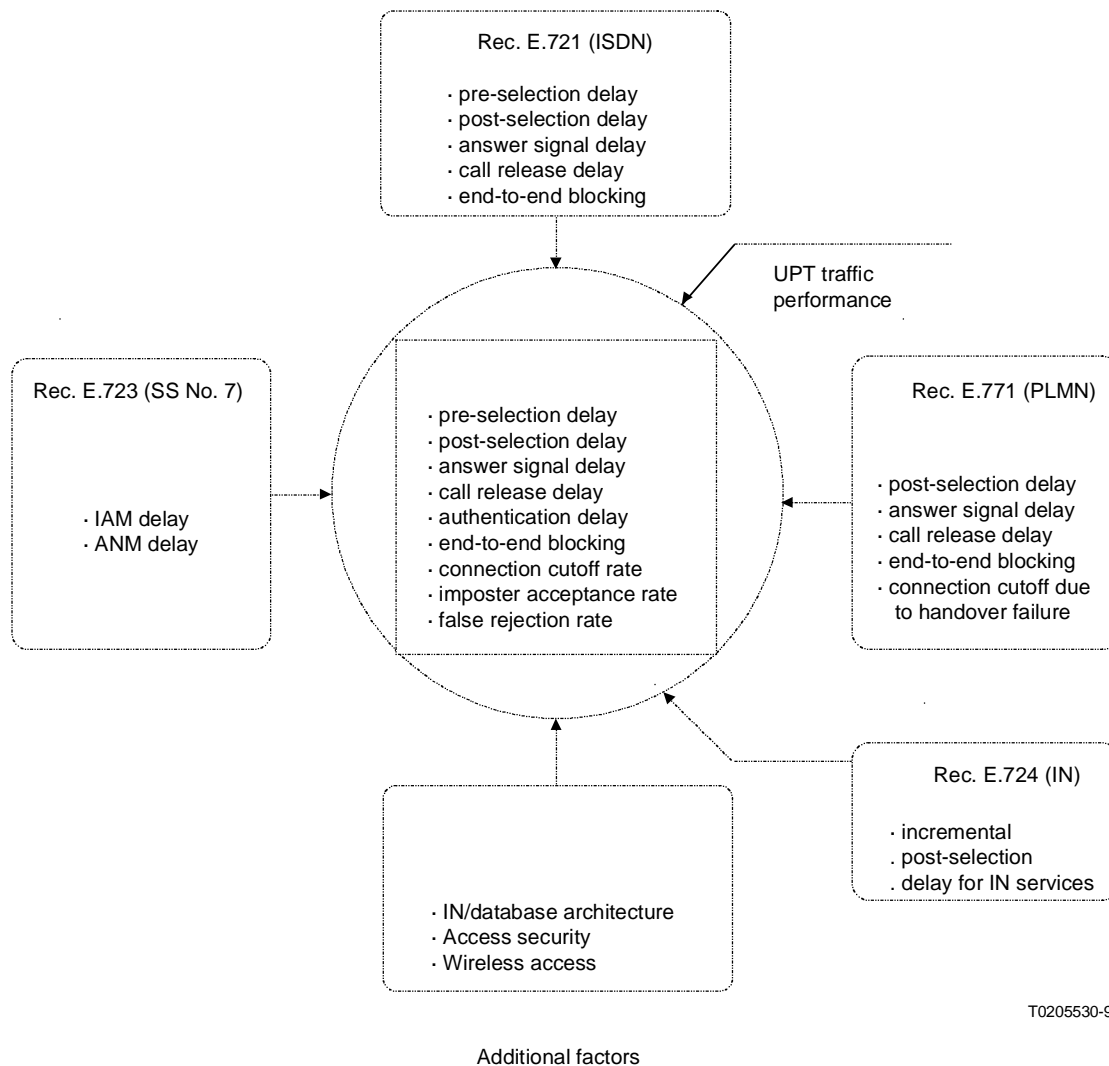 Rec. E.721 (ISDN)
· pre-selection delay
· post-selection delay
· answer signal delay
· call release delay
· end-to-end blocking
UPT traffic
performance
Rec. E.723 (SS No. 7)
· IAM delay
· ANM delay
· pre-selection delay
· post-selection delay
· answer signal delay
· call release delay
· authentication delay
· end-to-end blocking
· connection cutoff rate
· imposter acceptance rate
· false rejection rate
Rec. E.771 (PLMN)
· post-selection delay
· answer signal delay
· call release delay
· end-to-end blocking
· connection cutoff due
to handover failure
Rec. E.724 (IN)
· incremental
. post-selection
. delay for IN services
· IN/database architecture
· Access security
· Wireless access
T0205530-9
Additional factors